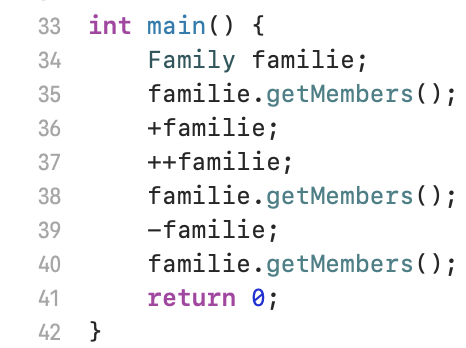 33 int main() {
34     Family familie;
35     familie.getMembers();
36     +familie;
37     ++familie;
38     familie.getMembers();
39     -familie;
40     familie.getMembers();
41     return 0;
42 }